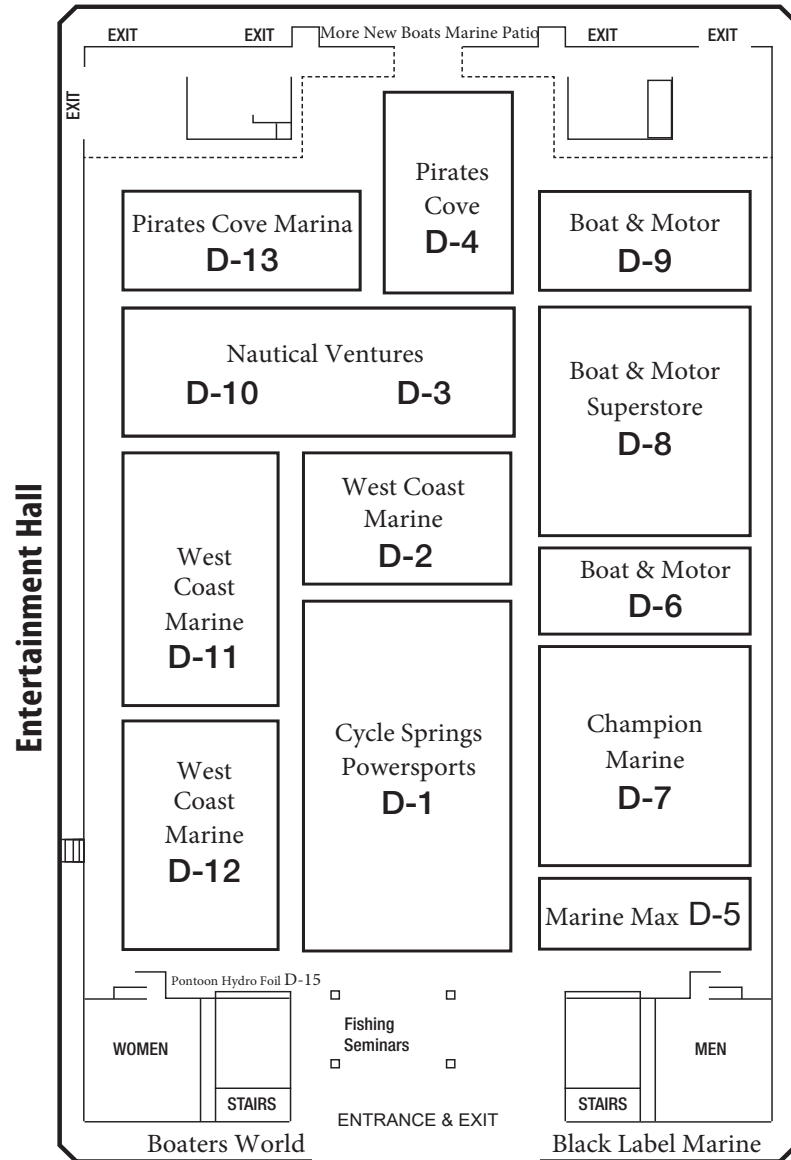 EXIT
EXIT
More New Boats Marine Patio
EXIT
EXIT
EXIT
Pirates
Cove
D-4
Pirates Cove Marina
D-13
Boat & Motor
D-9
Nautical Ventures
D-10
D-3
Boat & Motor
Superstore
D-8
West Coast
Marine
D-2
West
Coast
Marine
D-11
Boat & Motor
D-6
Entertainment Hall
Cycle Springs
Powersports
D-1
Champion
Marine
D-7
West
Coast
Marine
D-12
Marine Max D-5
Pontoon Hydro Foil D-15
Fishing
Seminars
WOMEN
MEN
STAIRS
STAIRS
ENTRANCE & EXIT
Boaters World
Black Label Marine